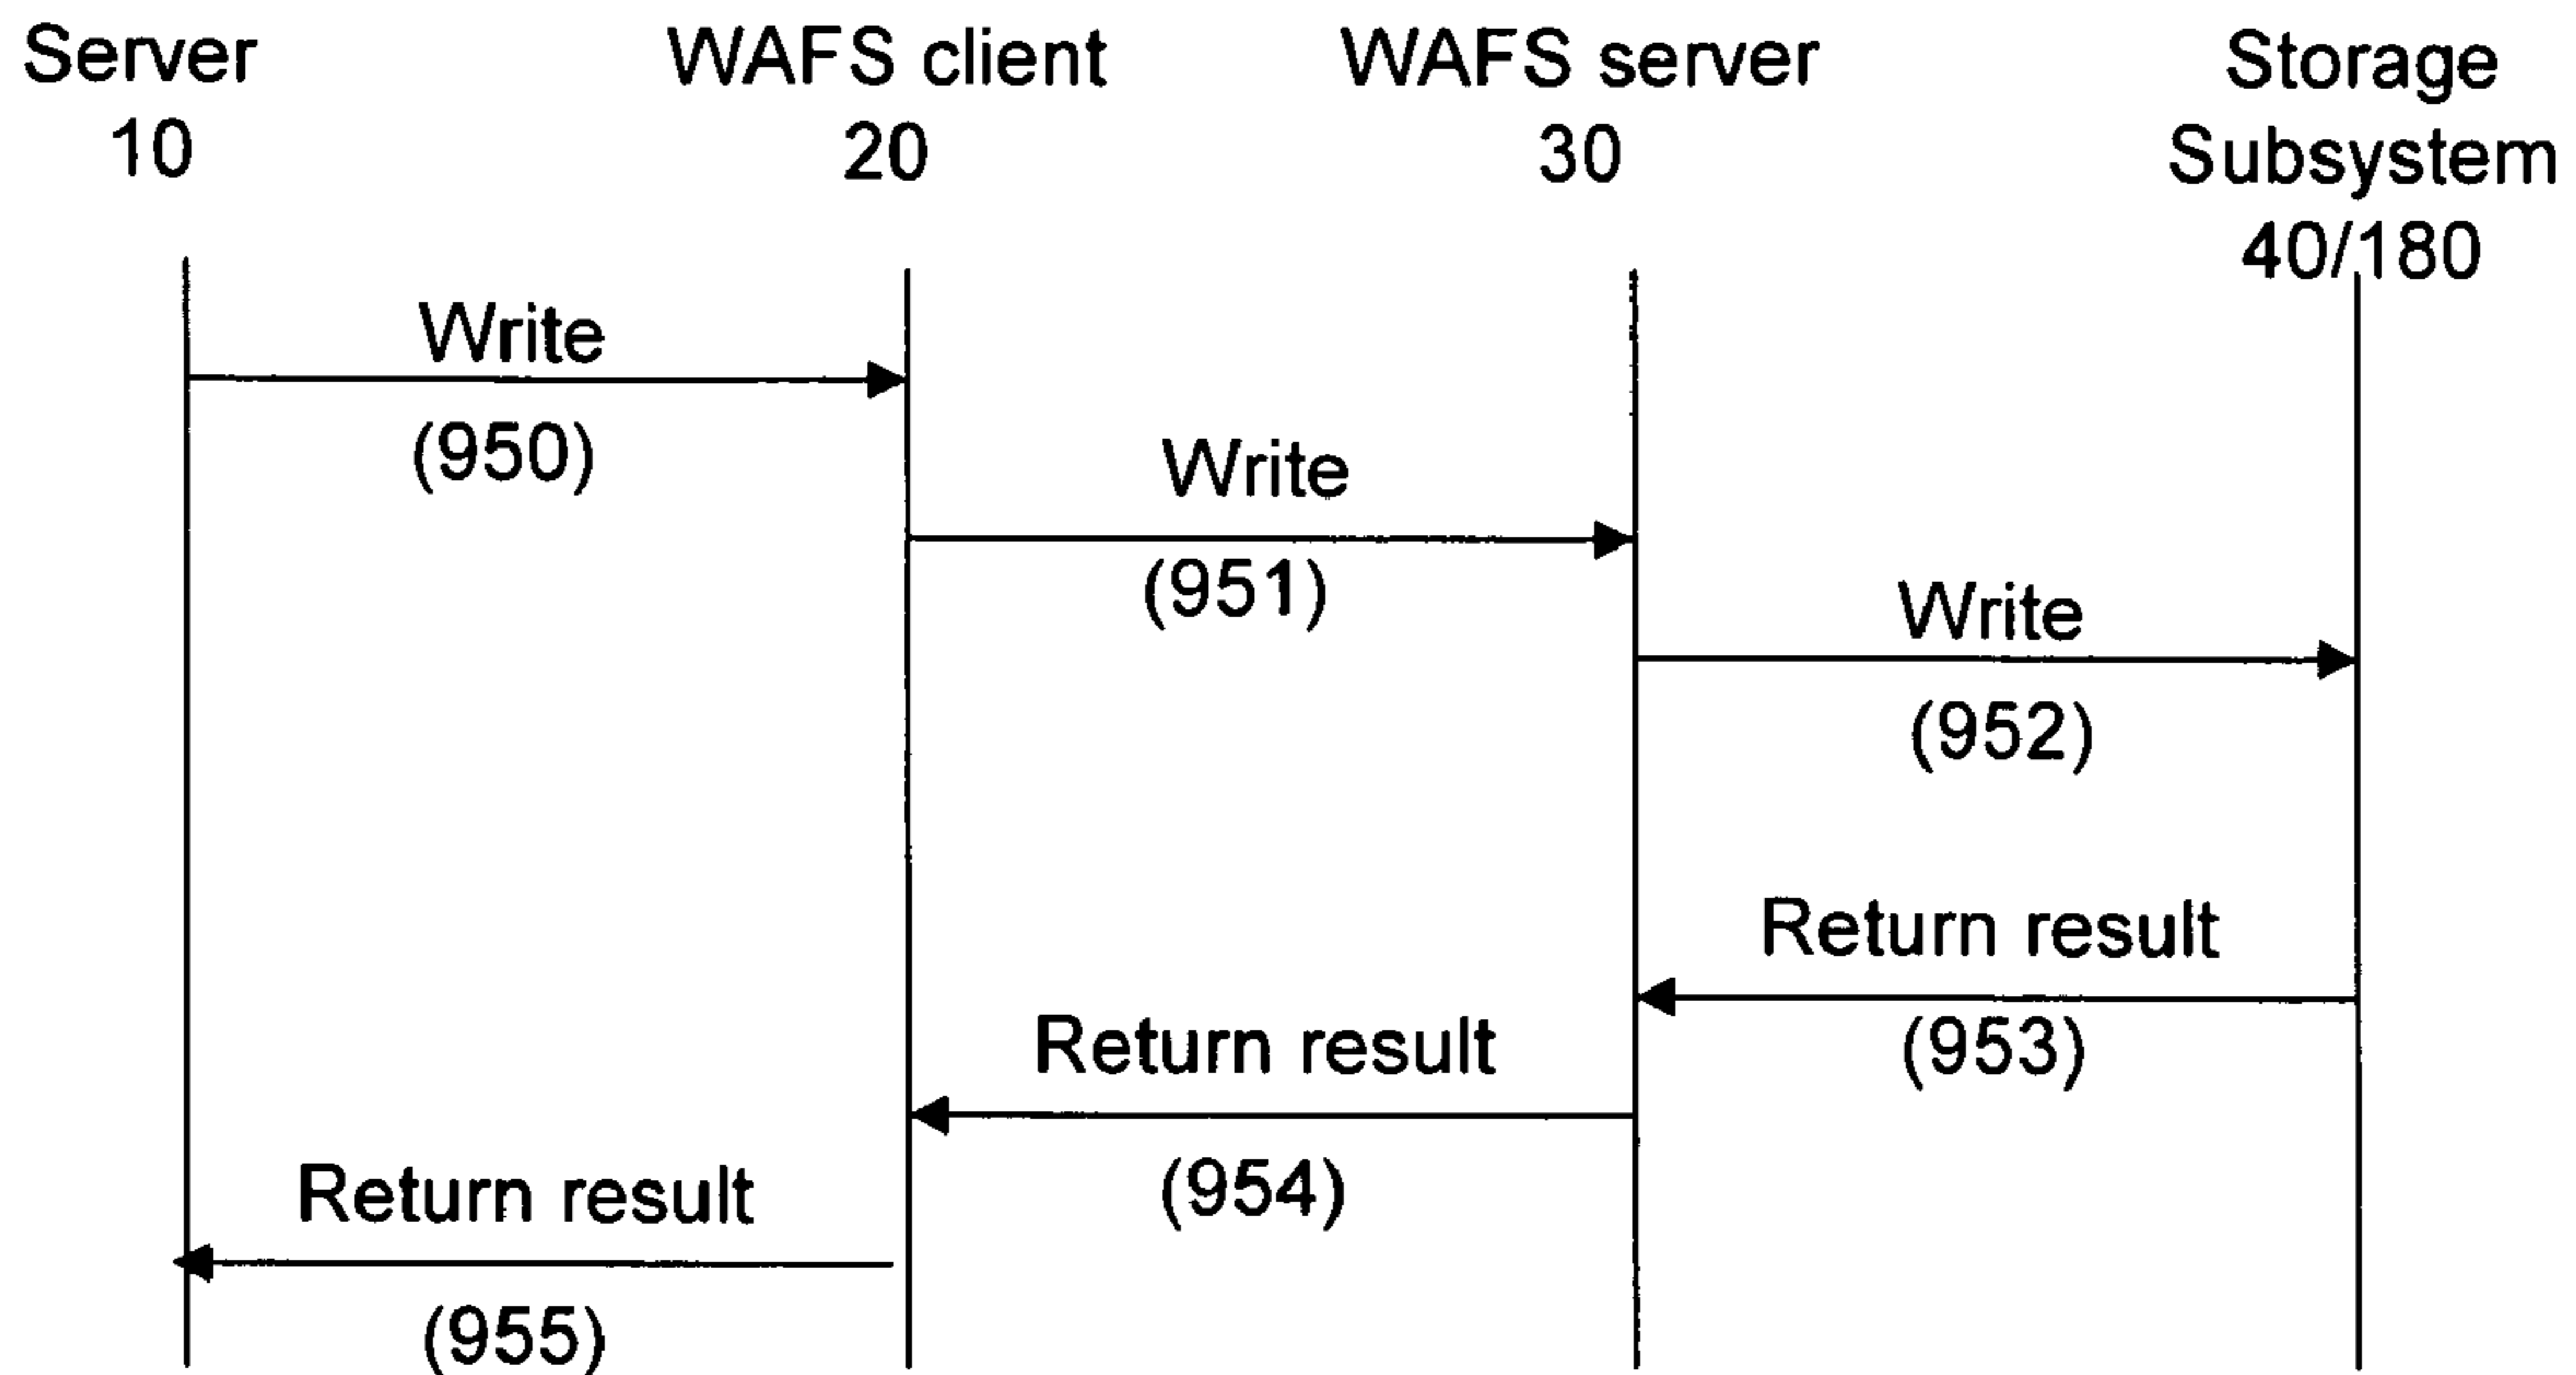 Server
10
WAFS client
20
WAFS server
30
Storage
Subsystem
40/180
Write
(950)
Write
(951)
Write
(952)
Return result
(953)
Return result
(954)
Return result
(955)